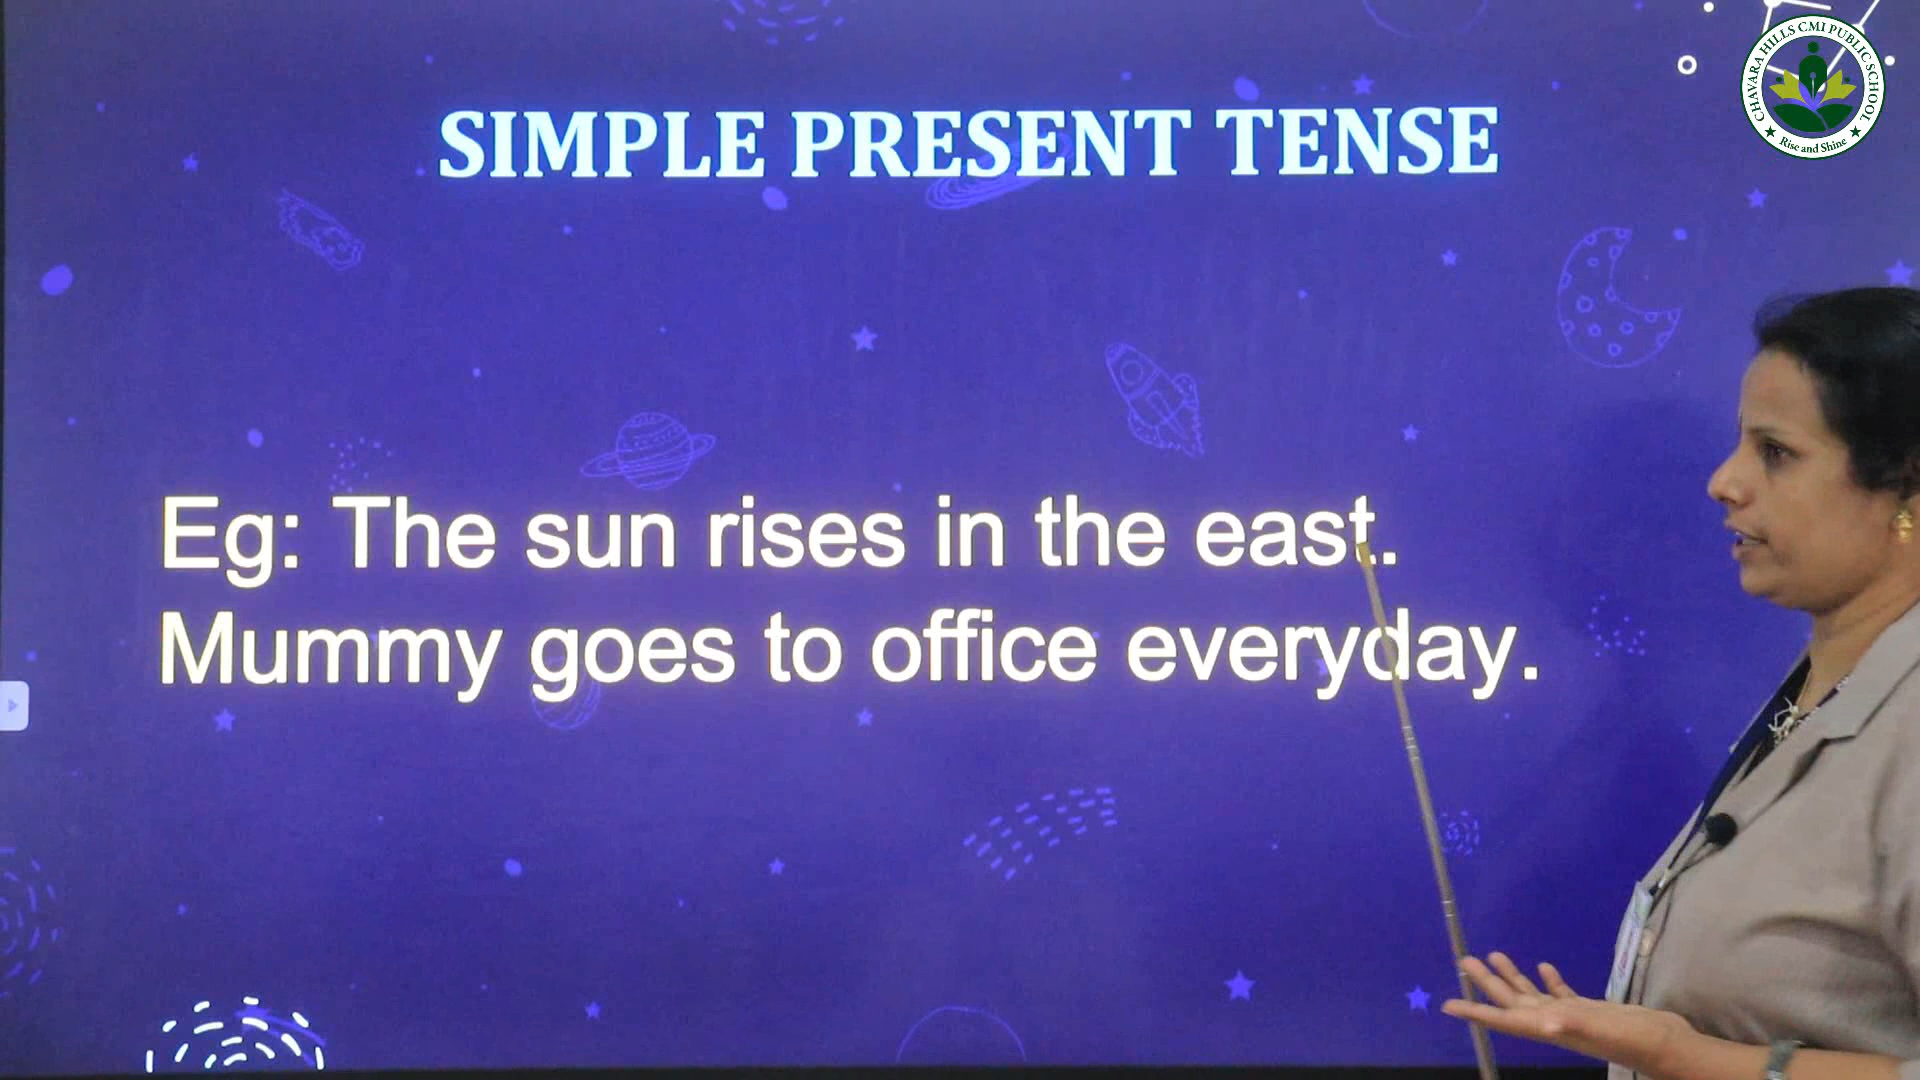 SIMPLE PRESENT TENSE
CHAVARA HILLS CMI PUBLIC SCHOOL
Rise and Shine
Eg: The sun rises in the east.
Mummy goes to office everyday.